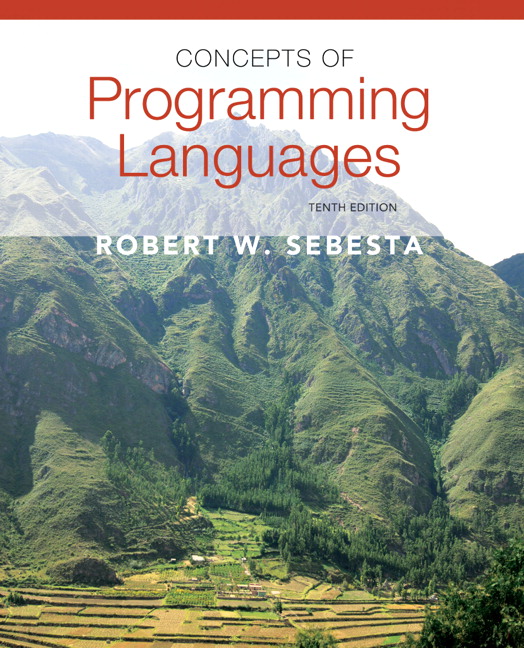 CONCEPTS OF
Programming
Languages
TENTH EDITION
ROBERT W. SEBESTA